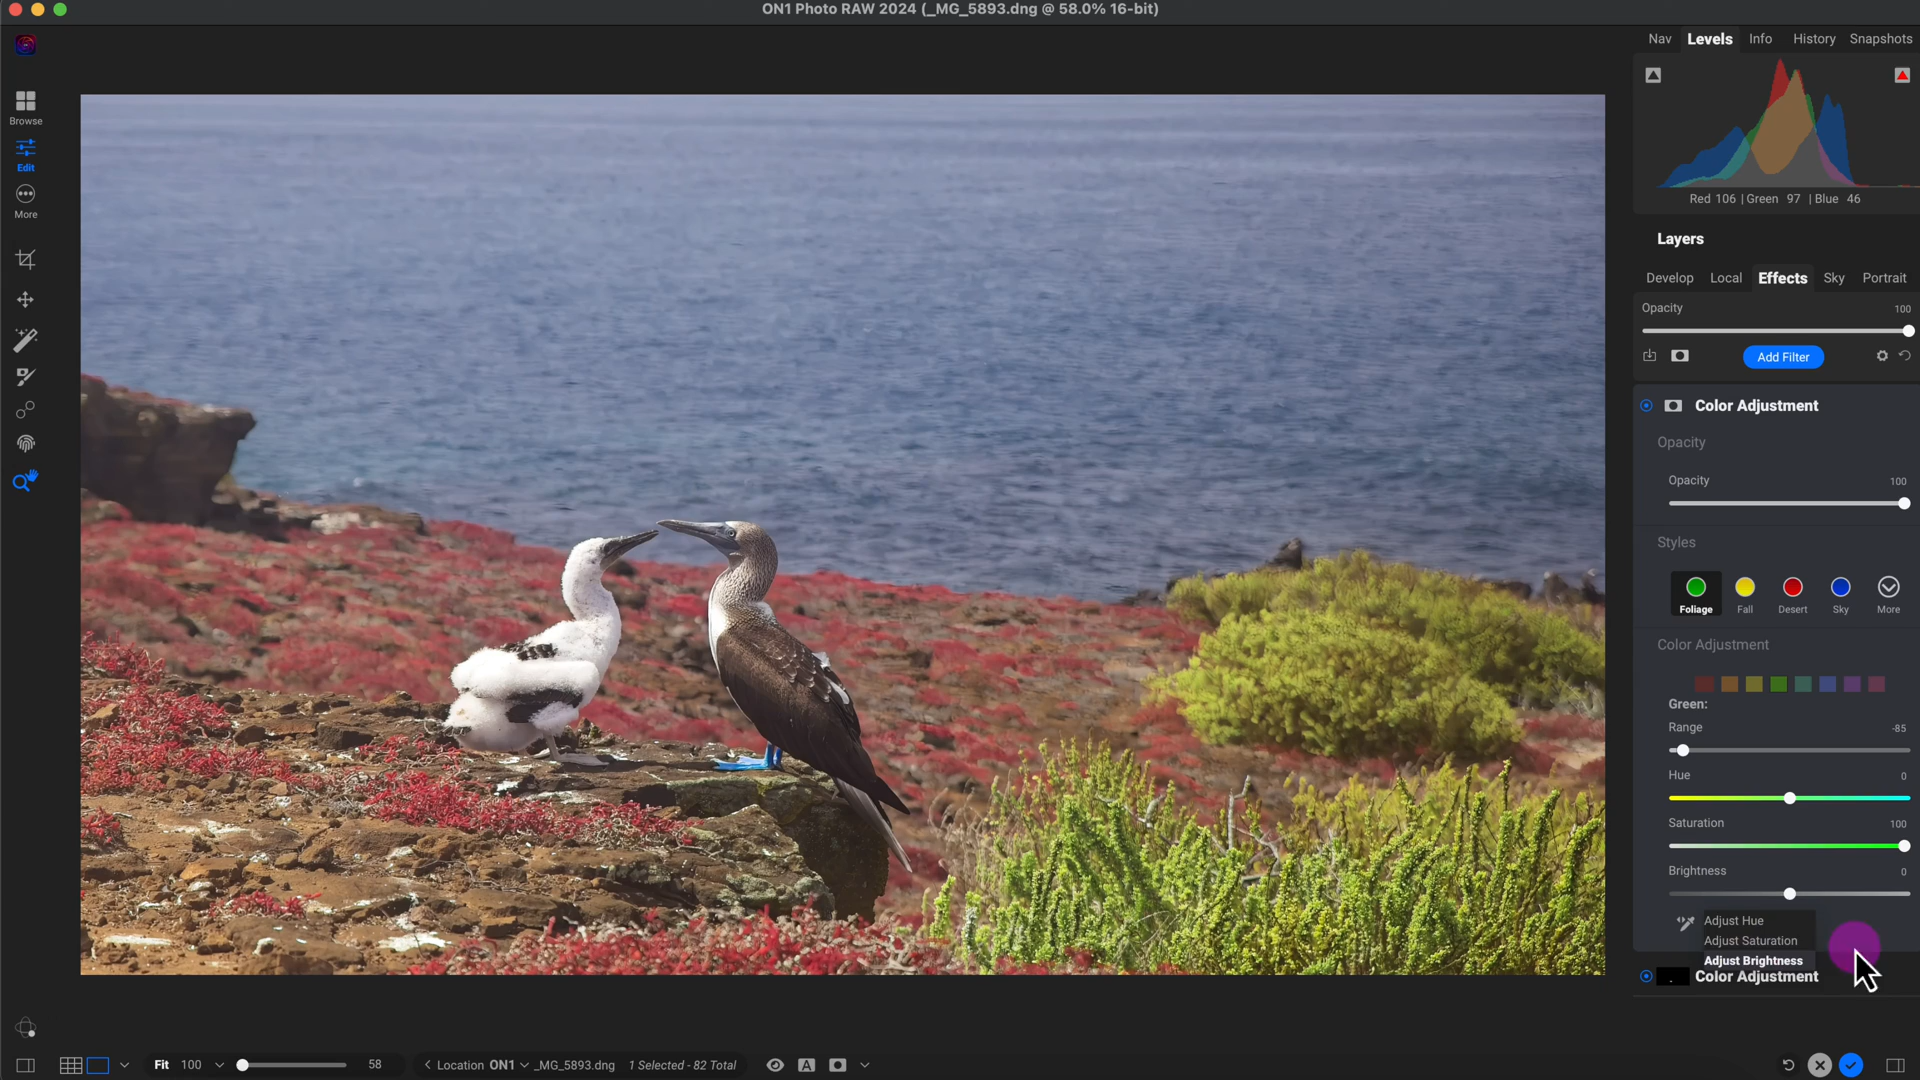 ON1 Photo RAW 2024 (_MG_5893.dng @ 58.0% 16-bit)
Nav Levels Info History Snapshots
Browse
Edit
More
Red 106 | Green 97 | Blue 46
Layers
Develop Local Effects Sky Portrait
Opacity 100
Add Filter
Color Adjustment
Opacity
Opacity 100
Styles
Foliage Fall Desert Sky More
Color Adjustment
Green:
Range -85
Hue 0
Saturation 100
Brightness 0
Adjust Hue
Adjust Saturation
Adjust Brightness
Color Adjustment
Fit 100 58 Location ON1 _MG_5893.dng 1 Selected - 82 Total A